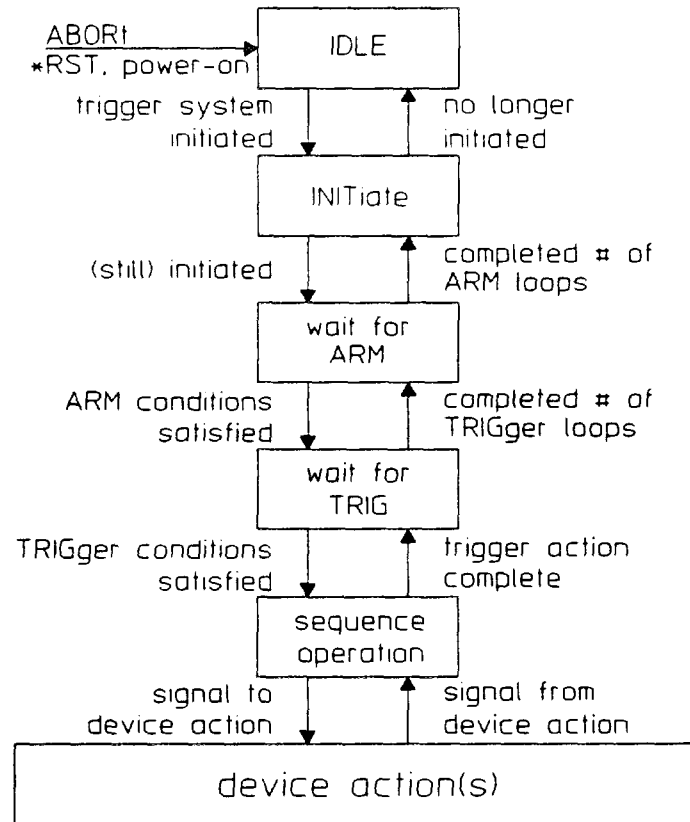 ABORt
*RST, power-on
IDLE
trigger system
initiated
no longer
initiated
INITiate
(still) initiated
completed # of
ARM loops
wait for
ARM
ARM conditions
satisfied
completed # of
TRIGger loops
wait for
TRIG
TRIGger conditions
satisfied
trigger action
complete
sequence
operation
signal to
device action
signal from
device action
device action(s)